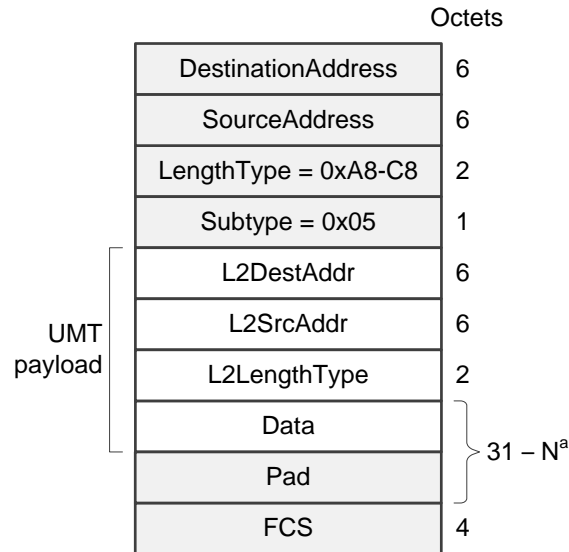 Octets
DestinationAddress 6
SourceAddress 6
LengthType = 0xA8-C8 2
Subtype = 0x05 1
L2DestAddr 6
L2SrcAddr 6
UMT
payload
L2LengthType 2
Data
31 – Nᵃ
Pad
FCS 4